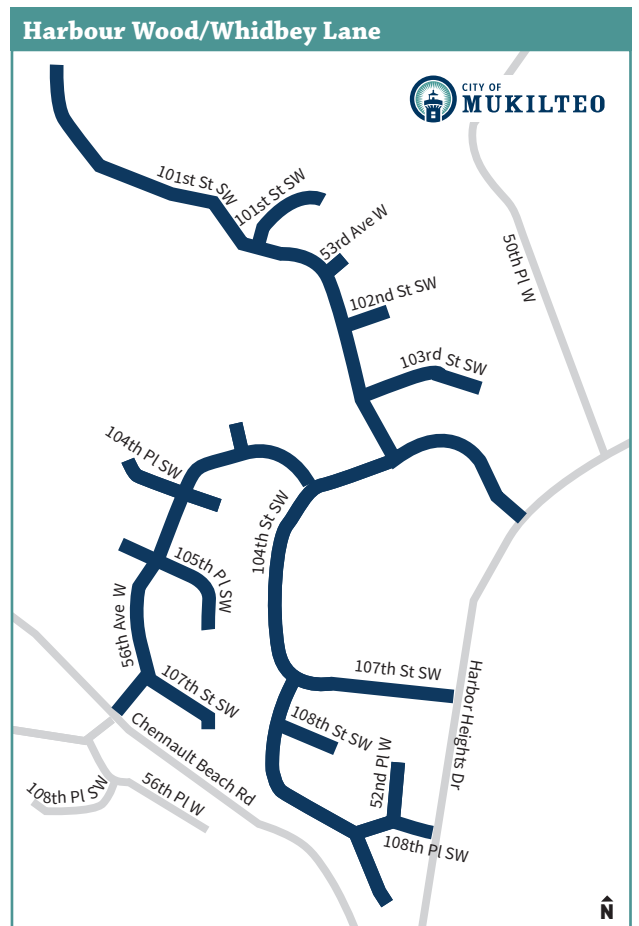 Harbour Wood/Whidbey Lane
CITY OF
MUKILTEO
101st St SW
101st St SW
53rd Ave W
50th Pl W
102nd St SW
103rd St SW
104th Pl SW
104th St SW
105th Pl SW
56th Ave W
107th St SW
107th St SW
Harbor Heights Dr
108th St SW
Chennault Beach Rd
52nd Pl W
108th Pl SW
56th Pl W
108th Pl SW
N